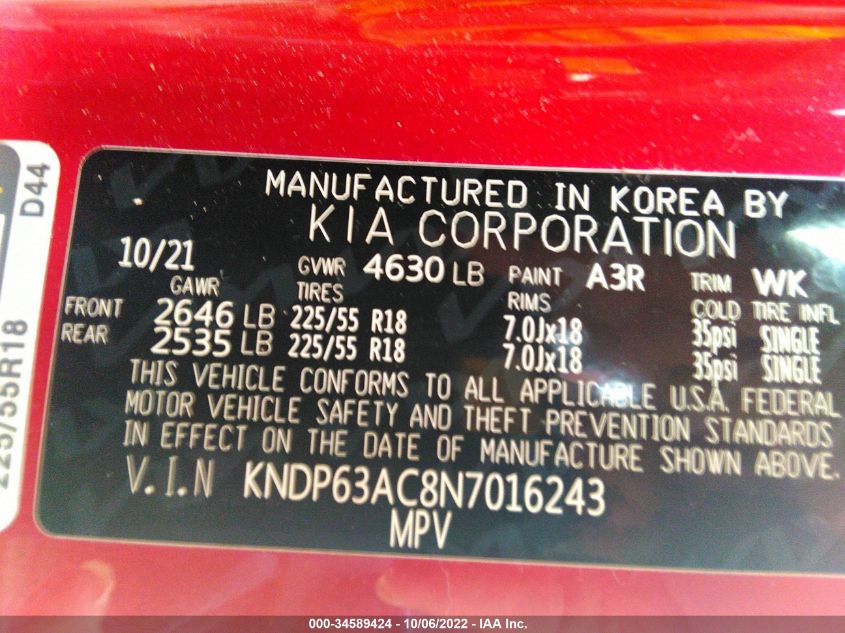 MANUFACTURED IN KOREA BY
KIA CORPORATION
10/21 GVWR 4630 LB PAINT A3R TRIM WK
GAWR TIRES RIMS COLD TIRE INFL
FRONT 2646 LB 225/55 R18 7.0Jx18 35psi SINGLE
REAR 2535 LB 225/55 R18 7.0Jx18 35psi SINGLE
THIS VEHICLE CONFORMS TO ALL APPLICABLE U.S.A. FEDERAL
MOTOR VEHICLE SAFETY AND THEFT PREVENTION STANDARDS
IN EFFECT ON THE DATE OF MANUFACTURE SHOWN ABOVE.
V.I.N KNDP63AC8N7016243
MPV
D44
225/55R18
000-34589424 - 10/06/2022 - IAA Inc.